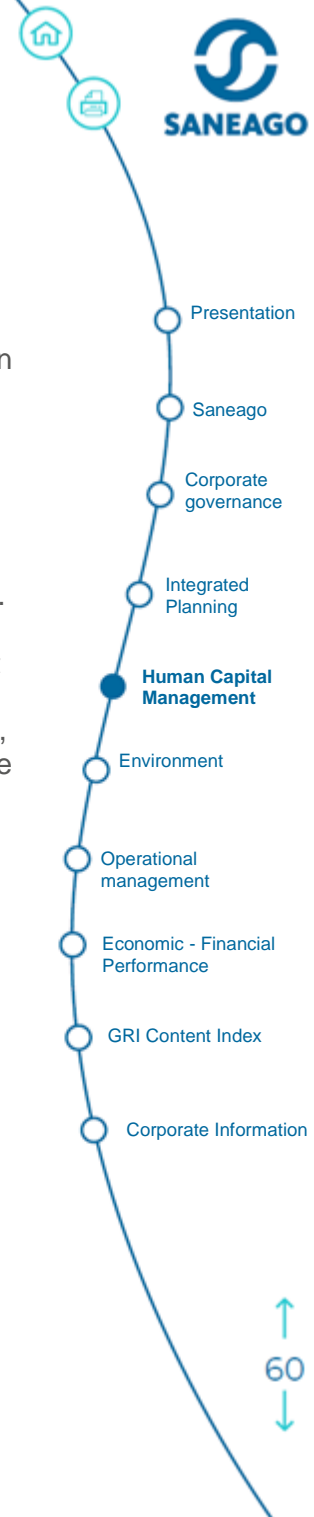 SANEAGO
Presentation
n
Saneago
Corporate
governance
Integrated
Planning
.
Human Capital
Management
,
e
Environment
Operational
management
Economic - Financial
Performance
GRI Content Index
Corporate Information
60